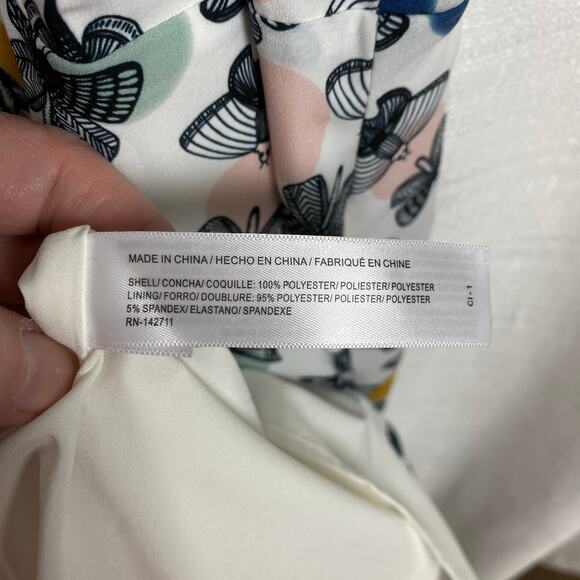 MADE IN CHINA / HECHO EN CHINA / FABRIQUÉ EN CHINE
SHELL/ CONCHA/ COQUILLE: 100% POLYESTER/ POLIESTER/ POLYESTER
LINING/ FORRO/ DOUBLURE: 95% POLYESTER/ POLIESTER/ POLYESTER
5% SPANDEX/ ELASTANO/ SPANDEXE
RN-142711
CI - 1